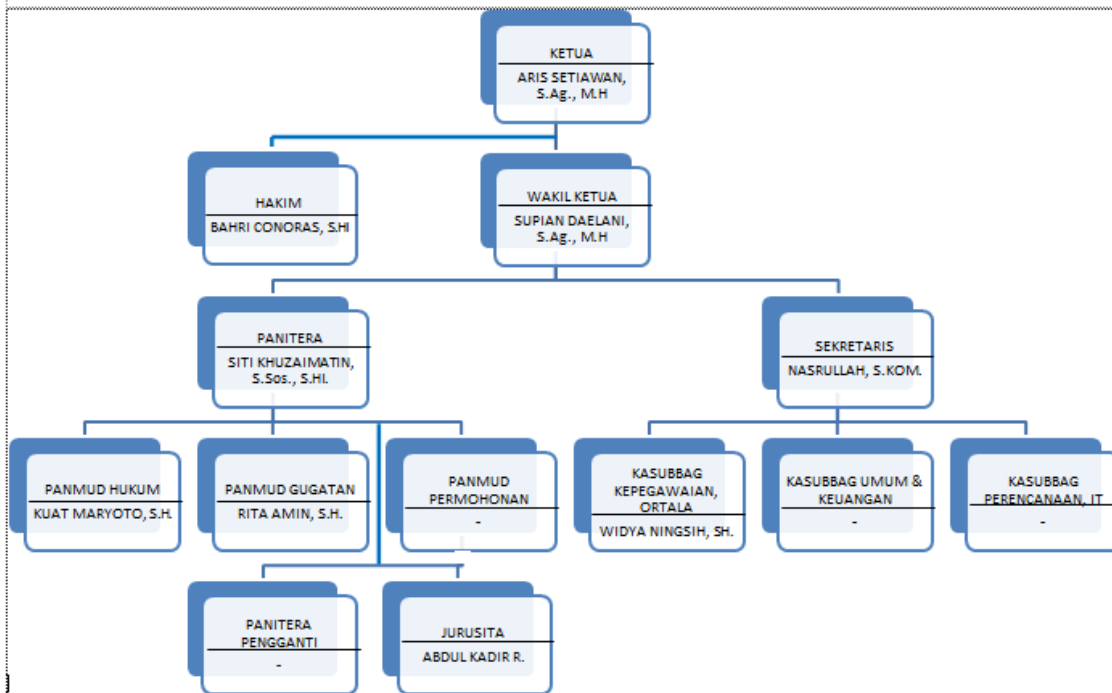 KETUA
ARIS SETIAWAN,
S.Ag., M.H
HAKIM
BAHRI CONORAS, S.HI
WAKIL KETUA
SUPIAN DAELANI,
S.Ag., M.H
PANITERA
SITI KHUZAIMATIN,
S.Sos., S.HI.
SEKRETARIS
NASRULLAH, S.KOM.
PANMUD HUKUM
KUAT MARYOTO, S.H.
PANMUD GUGATAN
RITA AMIN, S.H.
PANMUD
PERMOHONAN
-
KASUBBAG
KEPEGAWAIAN,
ORTALA
WIDYA NINGSIH, SH.
KASUBBAG UMUM &
KEUANGAN
-
KASUBBAG
PERENCANAAN, IT
-
PANITERA
PENGGANTI
-
JURUSITA
ABDUL KADIR R.